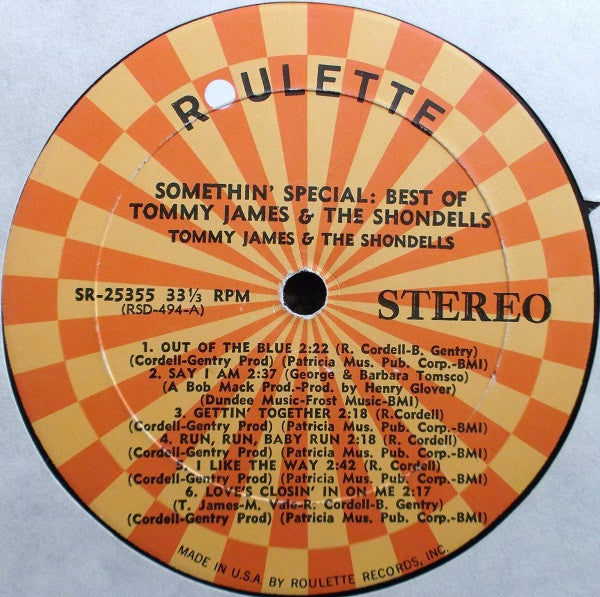 ROULETTE
SOMETHIN' SPECIAL: BEST OF
TOMMY JAMES & THE SHONDELLS
TOMMY JAMES & THE SHONDELLS
SR-25355 33⅓ RPM
(RSD-494-A)
STEREO
1. OUT OF THE BLUE 2:22 (R. Cordell-B. Gentry)
(Cordell-Gentry Prod) (Patricia Mus. Pub. Corp.-BMI)
2. SAY I AM 2:37 (George & Barbara Tomsco)
(A Bob Mack Prod.-Prod. by Henry Glover)
(Dundee Music-Frost Music-BMI)
3. GETTIN' TOGETHER 2:18 (R.Cordell)
(Cordell-Gentry Prod) (Patricia Mus. Pub. Corp.-BMI)
4. RUN, RUN, BABY RUN 2:18 (R. Cordell)
(Cordell-Gentry Prod) (Patricia Mus. Pub. Corp.-BMI)
5. I LIKE THE WAY 2:42 (R. Cordell)
(Cordell-Gentry Prod) (Patricia Mus. Pub. Corp.-BMI)
6. LOVE'S CLOSIN' IN ON ME 2:17
(T. James-M. Vale-R. Cordell-B. Gentry)
(Cordell-Gentry Prod) (Patricia Mus. Pub. Corp.-BMI)
MADE IN U.S.A. BY ROULETTE RECORDS, INC.